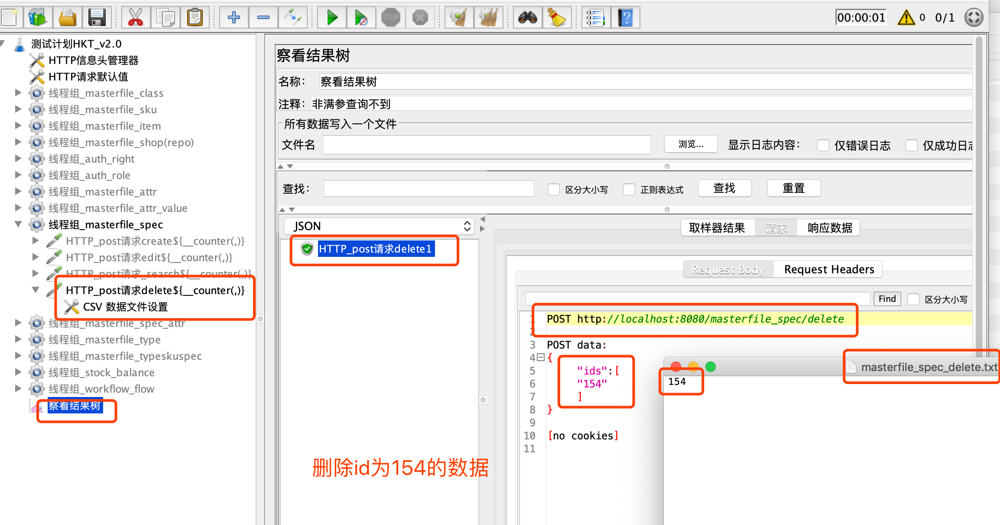 STOP
?
00:00:01
0
0/1
测试计划HKT_v2.0
HTTP信息头管理器
HTTP请求默认值
线程组_masterfile_class
线程组_masterfile_sku
线程组_masterfile_item
线程组_masterfile_shop(repo)
线程组_auth_right
线程组_auth_role
线程组_masterfile_attr
线程组_masterfile_attr_value
线程组_masterfile_spec
HTTP_post请求create${__counter(,)}
HTTP_post请求edit${__counter(,)}
HTTP_post请求_search${__counter(,)}
HTTP_post请求delete${__counter(,)}
CSV 数据文件设置
线程组_masterfile_spec_attr
线程组_masterfile_type
线程组_masterfile_typeskuspec
线程组_stock_balance
线程组_workflow_flow
察看结果树
察看结果树
名称： 察看结果树
注释： 非满参查询不到
所有数据写入一个文件
文件名 浏览... 显示日志内容： 仅错误日志 仅成功日志
查找： 区分大小写 正则表达式 查找 重置
JSON
HTTP_post请求delete1
取样器结果 请求 响应数据
Request Body Request Headers
Find 区分大小写
1 POST http://localhost:8080/masterfile_spec/delete
2
3 POST data:
4 {
5 "ids":[
6 "154"
7 ]
8 }
9
10 [no cookies]
11
masterfile_spec_delete.txt
154
删除id为154的数据